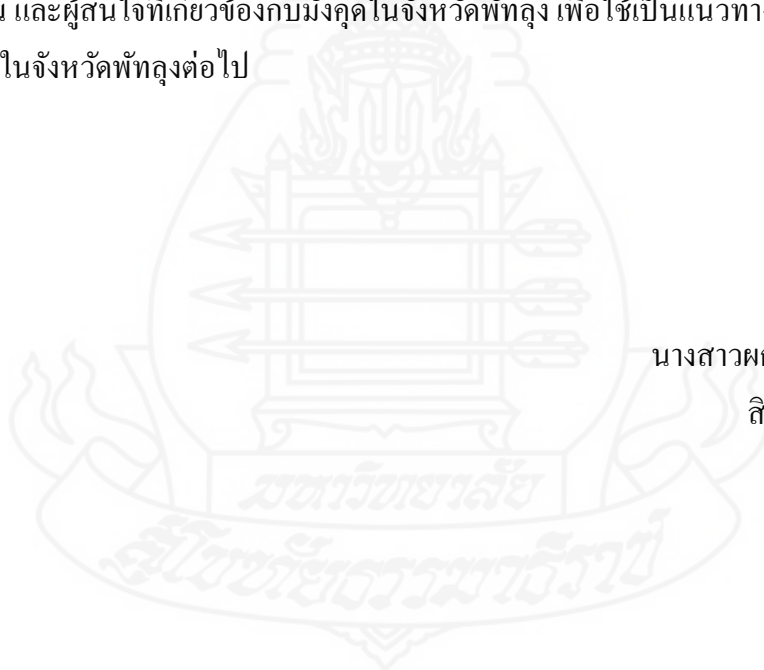 และผู้สนใจที่เกี่ยวข้องกับมังคุดในจังหวัดพัทลุง เพื่อใช้เป็นแนวทาง
ในจังหวัดพัทลุงต่อไป
นางสาว
มหาวิทยาลัย
สุโขทัยธรรมาธิราช